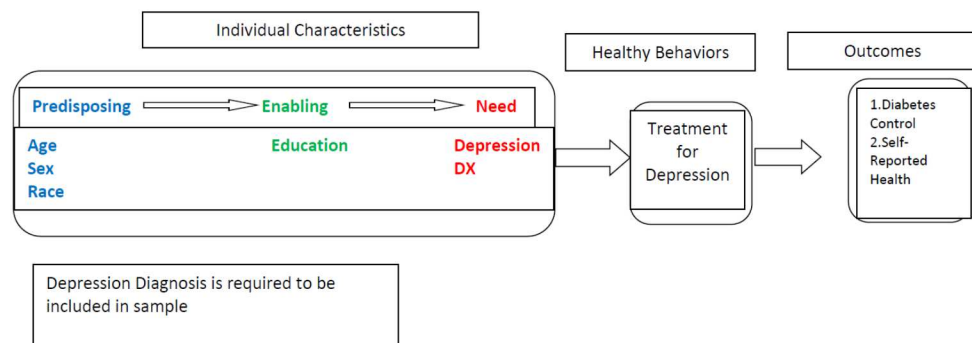 Individual Characteristics
Healthy Behaviors
Outcomes
Predisposing
Enabling
Need
Age
Sex
Race
Education
Depression
DX
Treatment
for
Depression
1.Diabetes
Control
2.Self-
Reported
Health
Depression Diagnosis is required to be
included in sample